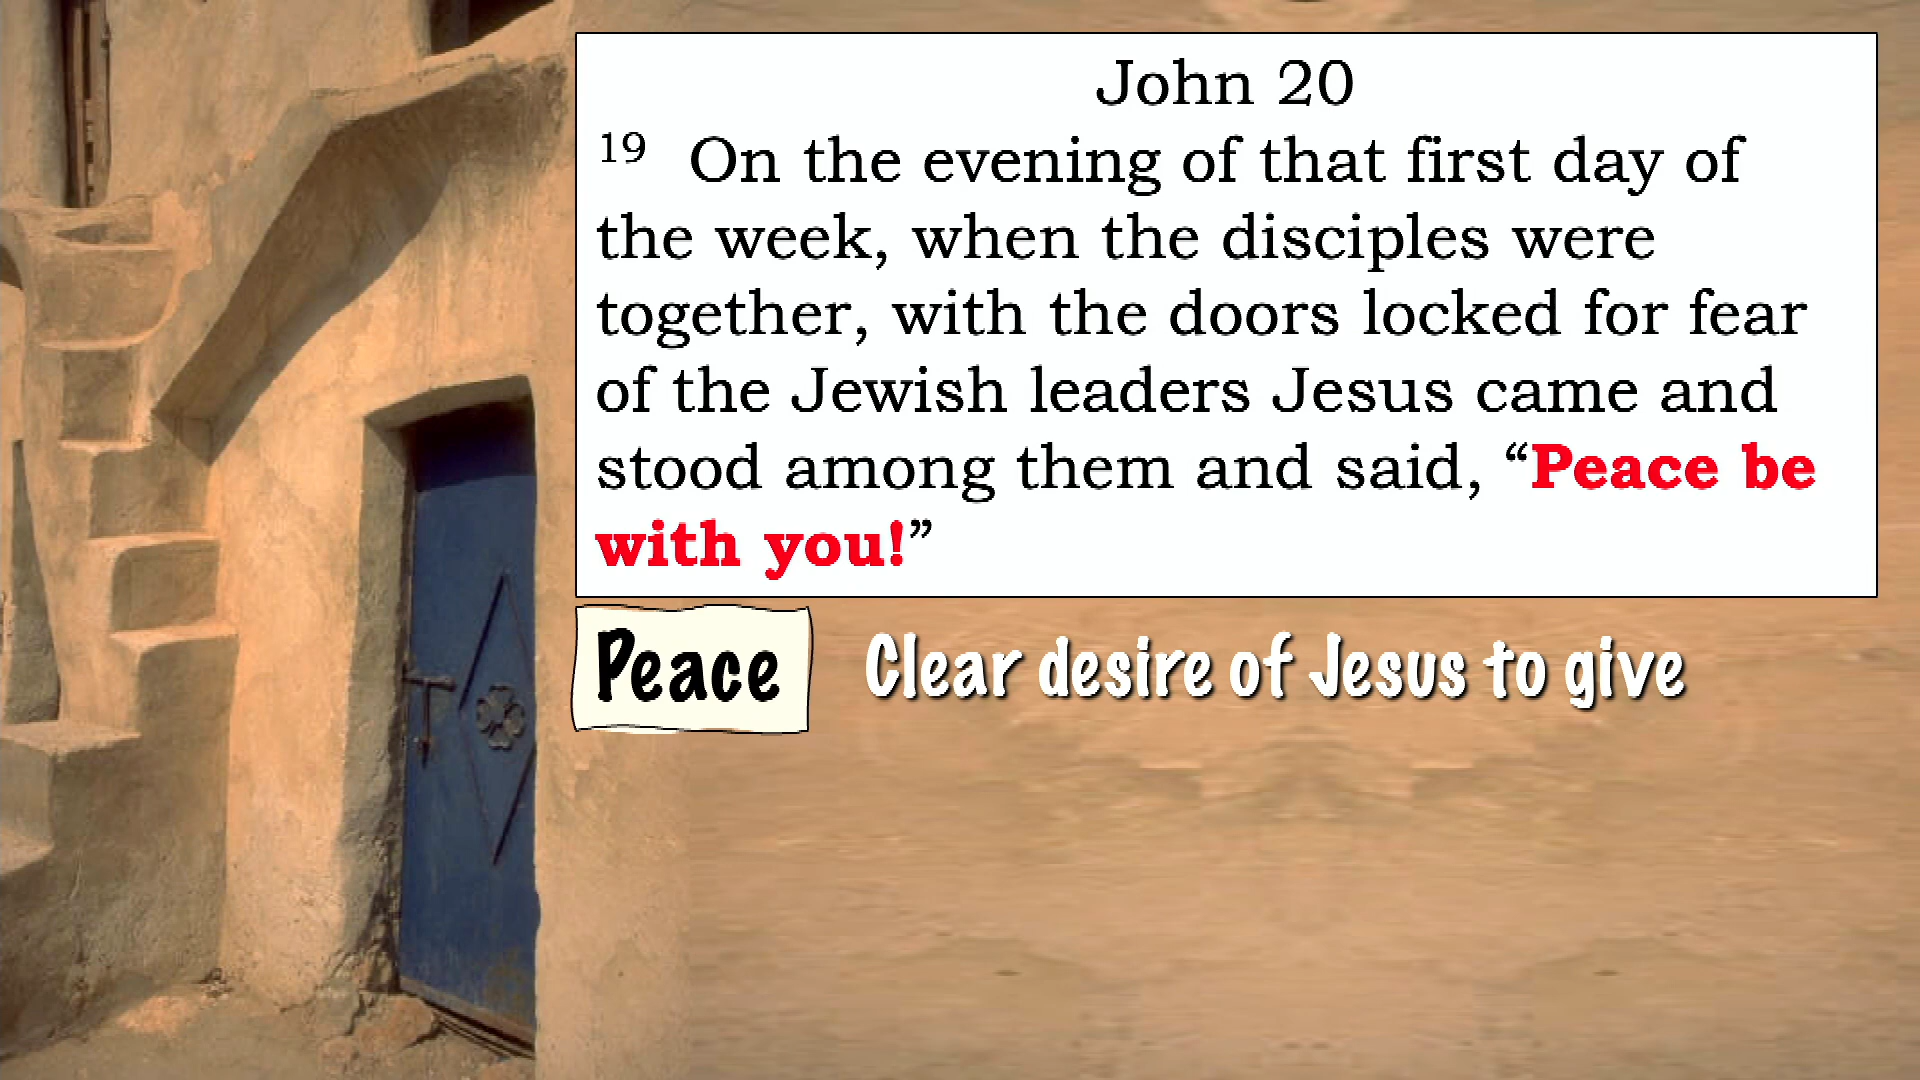 John 20
19 On the evening of that first day of
the week, when the disciples were
together, with the doors locked for fear
of the Jewish leaders Jesus came and
stood among them and said, “Peace be
with you!”
Peace
Clear desire of Jesus to give